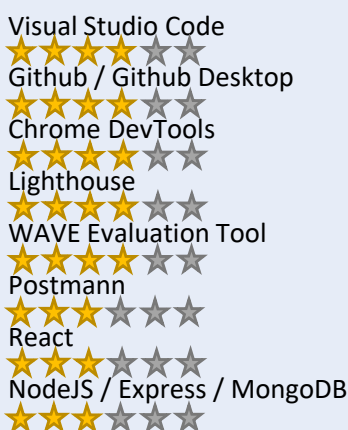 Visual Studio Code
Github / Github Desktop
Chrome DevTools
Lighthouse
WAVE Evaluation Tool
Postmann
React
NodeJS / Express / MongoDB